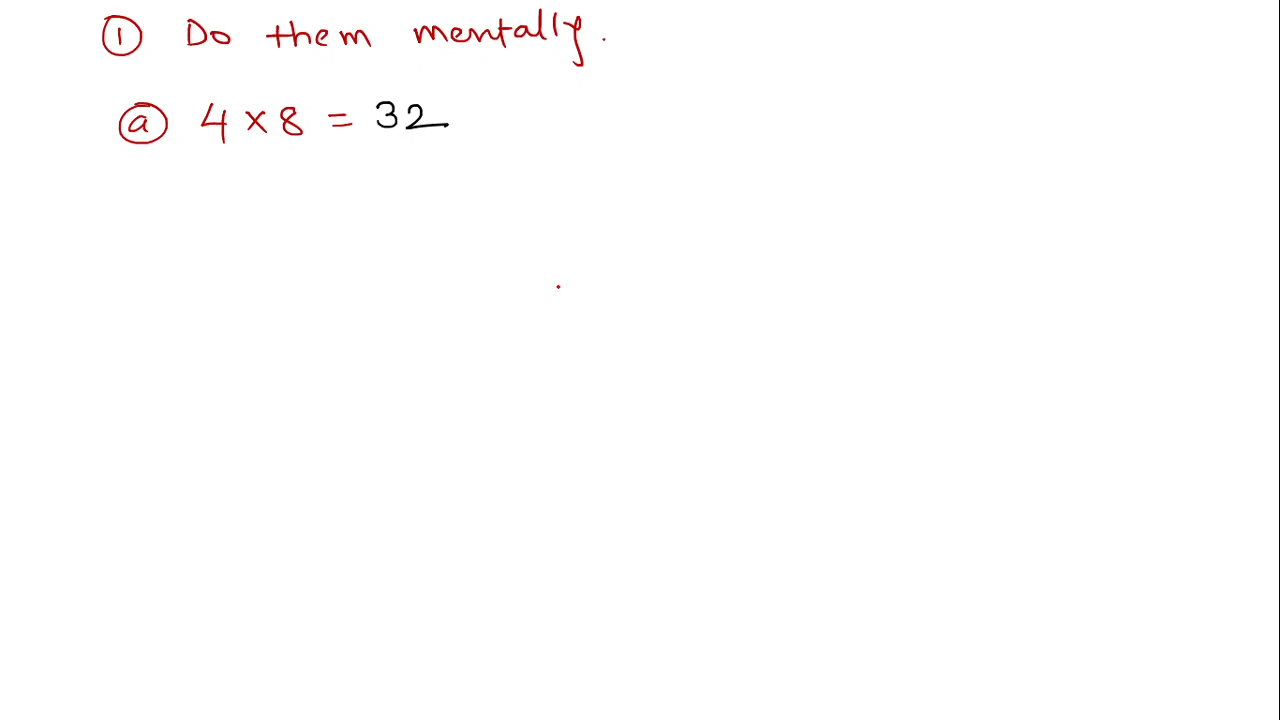 ① Do them mentally.
ⓐ 4 × 8 = 32